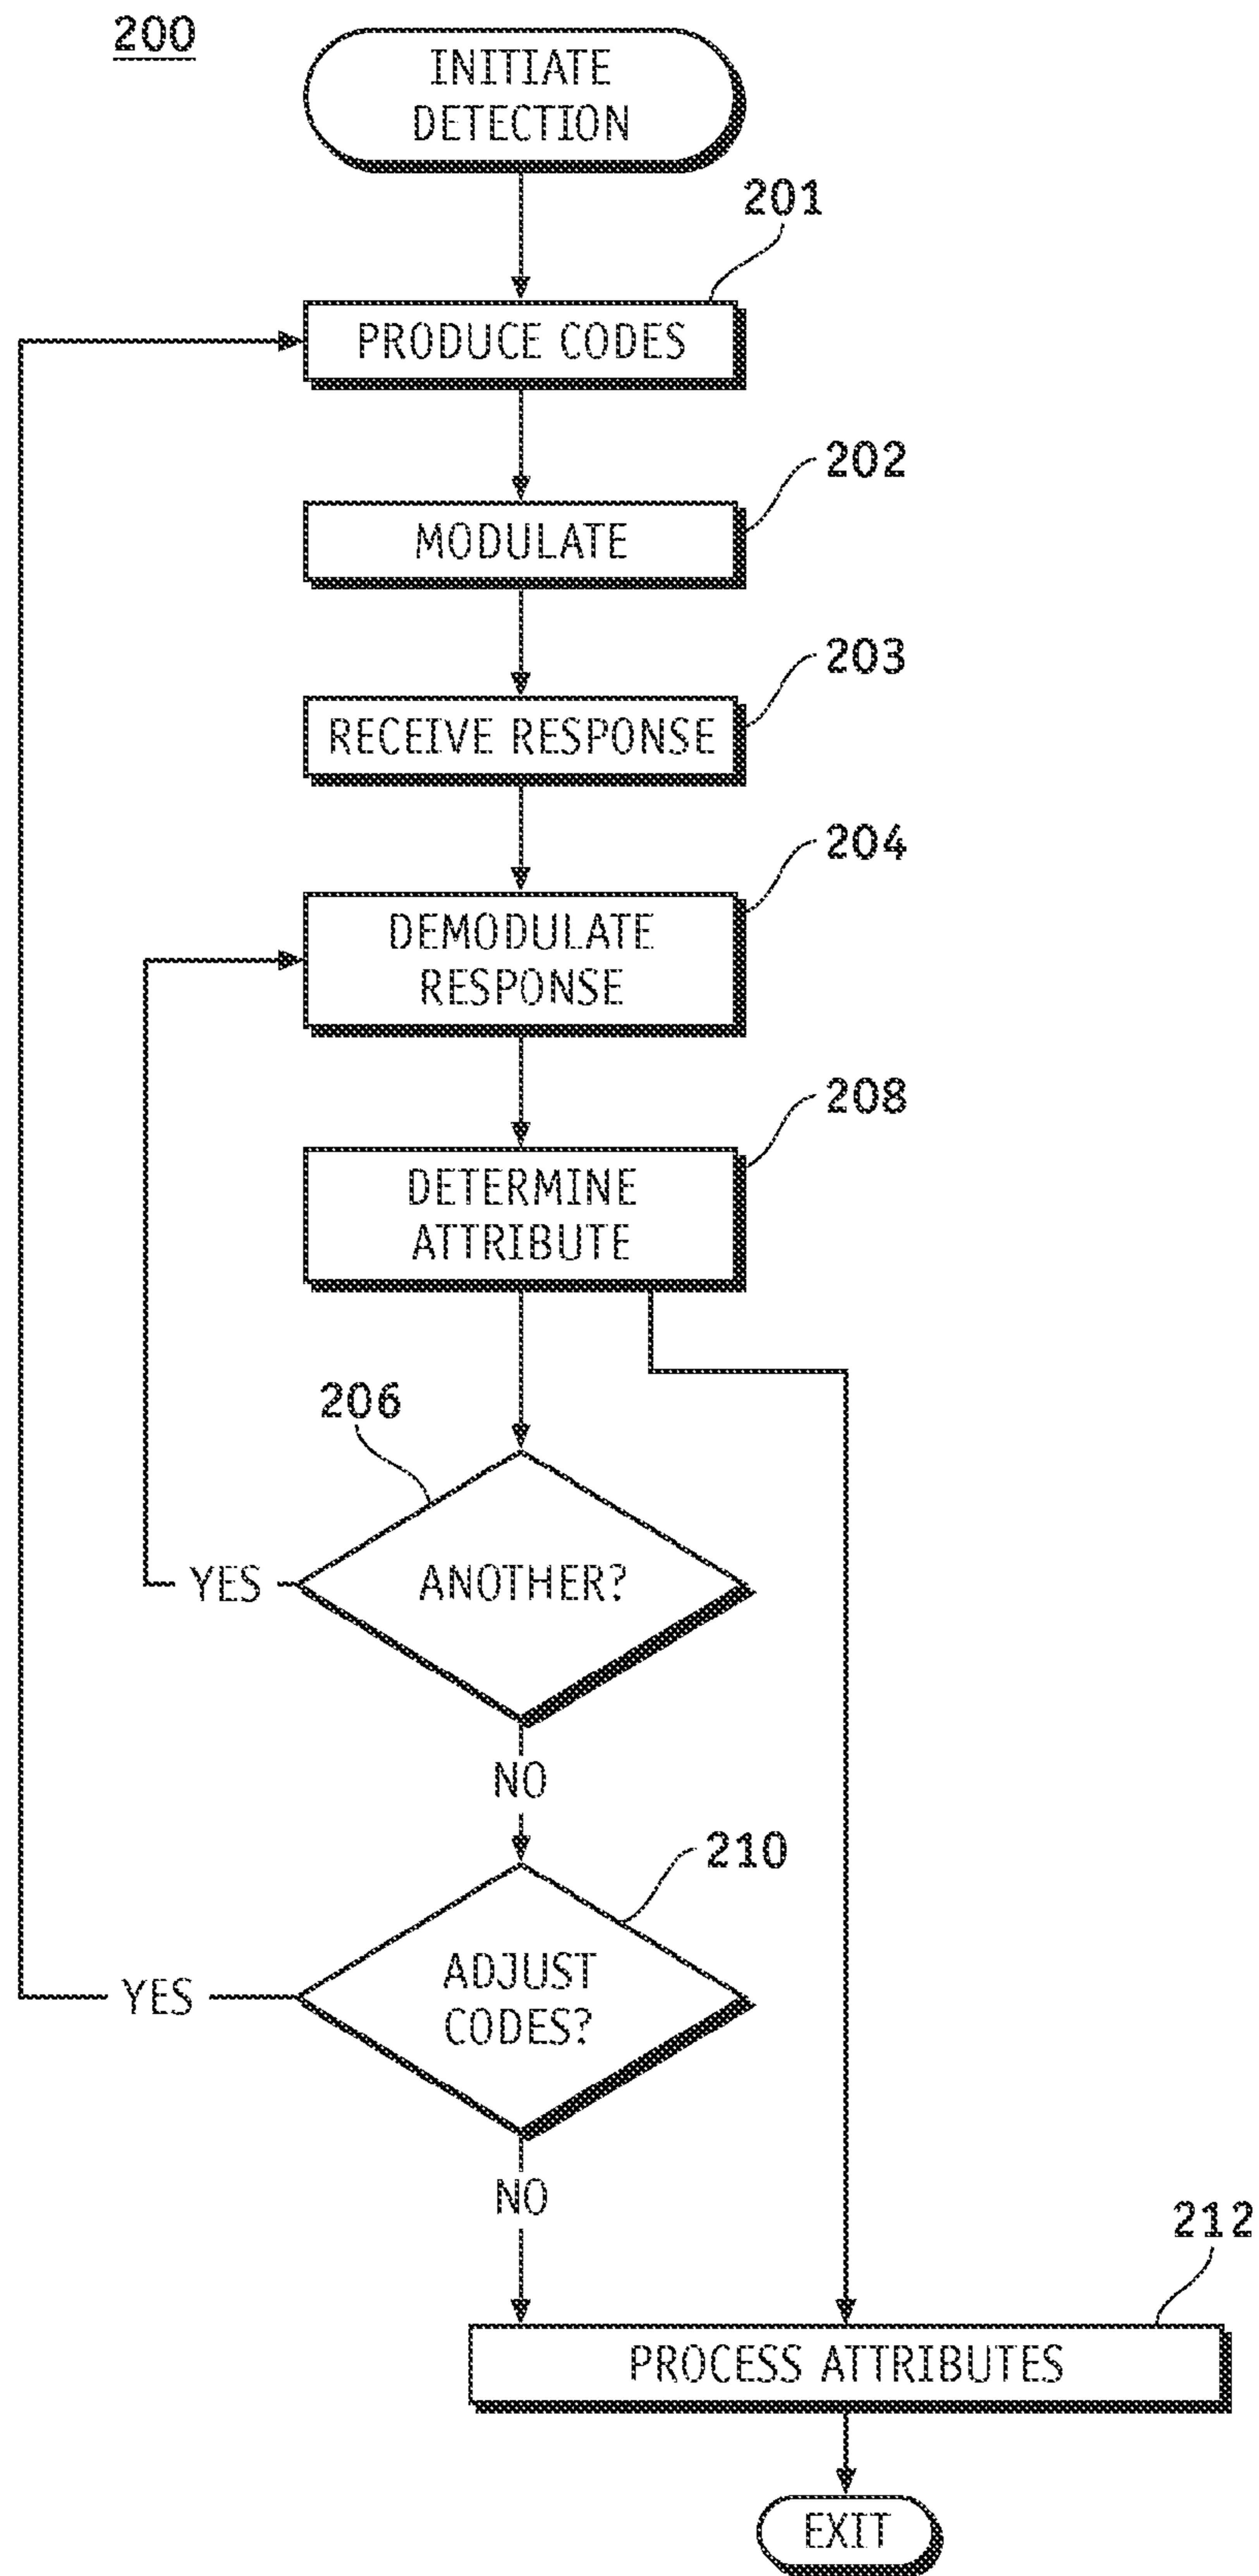 200
INITIATE
DETECTION
201
PRODUCE CODES
202
MODULATE
203
RECEIVE RESPONSE
204
DEMODULATE
RESPONSE
208
DETERMINE
ATTRIBUTE
206
ANOTHER?
YES
NO
210
ADJUST
CODES?
YES
NO
212
PROCESS ATTRIBUTES
EXIT